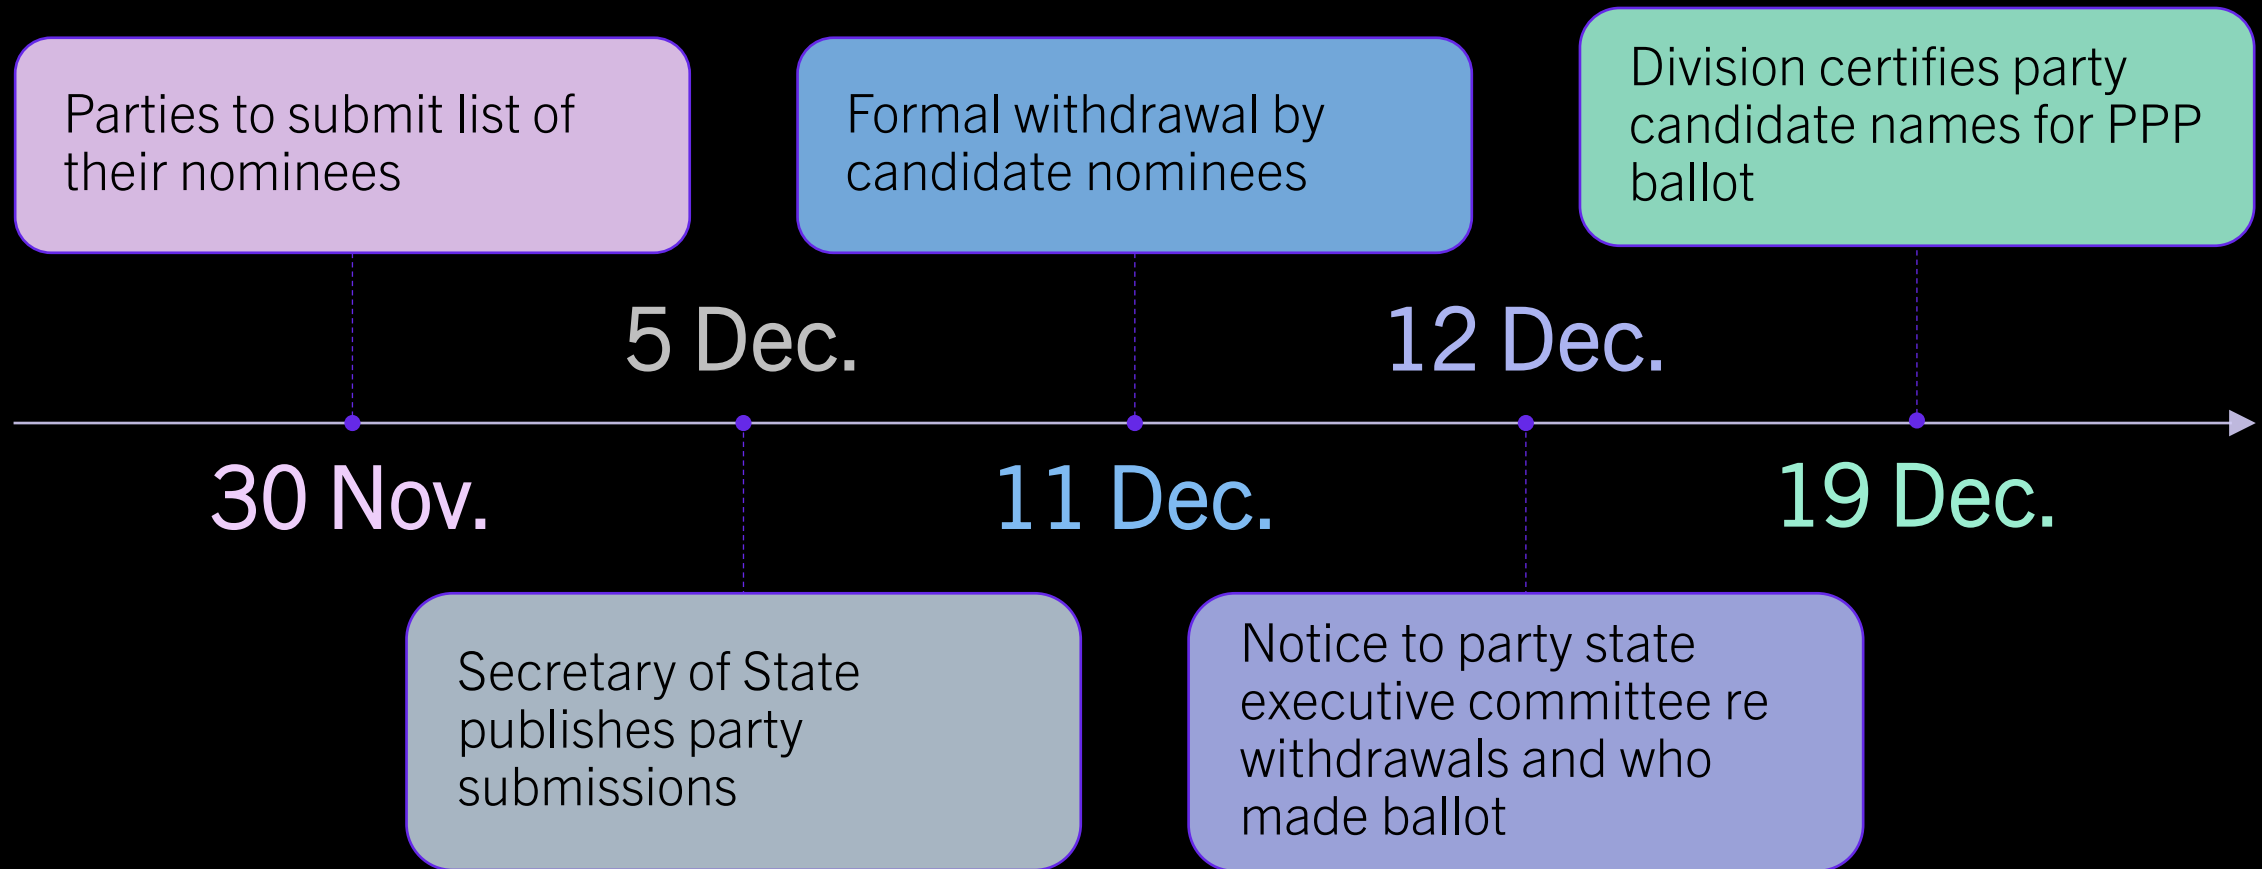 Parties to submit list of
their nominees
30 Nov.
5 Dec.
Secretary of State
publishes party
submissions
Formal withdrawal by
candidate nominees
11 Dec.
12 Dec.
Notice to party state
executive committee re
withdrawals and who
made ballot
Division certifies party
candidate names for PPP
ballot
19 Dec.